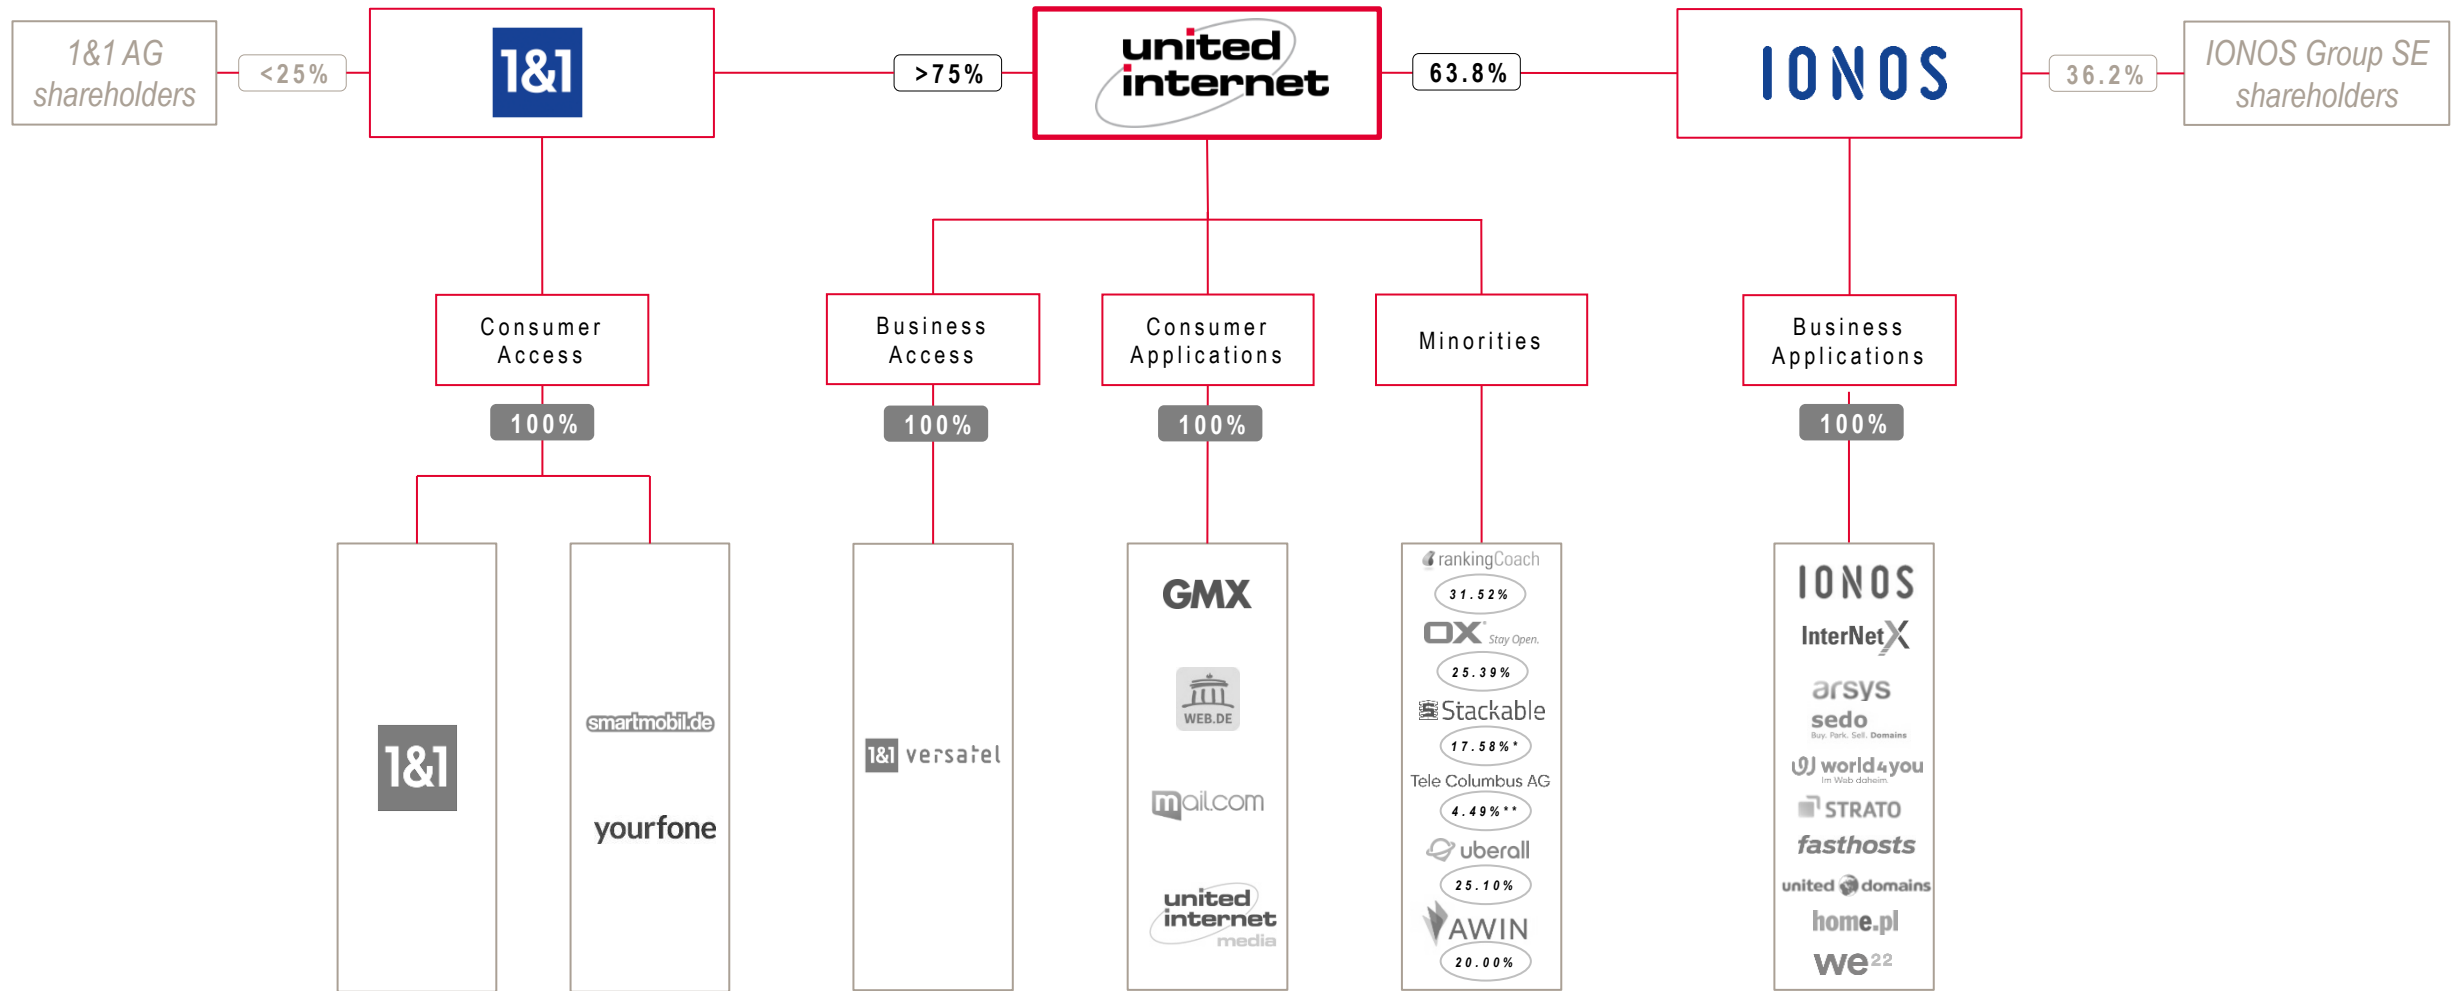 1&1 AG
shareholders
<25%
1&1
>75%
united
internet
63.8%
IONOS
36.2%
IONOS Group SE
shareholders
Consumer
Access
Business
Access
Consumer
Applications
Minorities
Business
Applications
100%
100%
100%
100%
1&1
smartmobil.de
yourfone
1&1 versatel
GMX
WEB.DE
mail.com
united
internet
media
rankingCoach
31.52%
OX® Stay Open.
25.39%
Stackable
17.58%*
Tele Columbus AG
4.49%**
uberall
25.10%
AWIN
20.00%
IONOS
InterNetX
arsys
sedo
Buy. Park. Sell. Domains
world4you
Im Web daheim.
STRATO
fasthosts
united domains
home.pl
we22